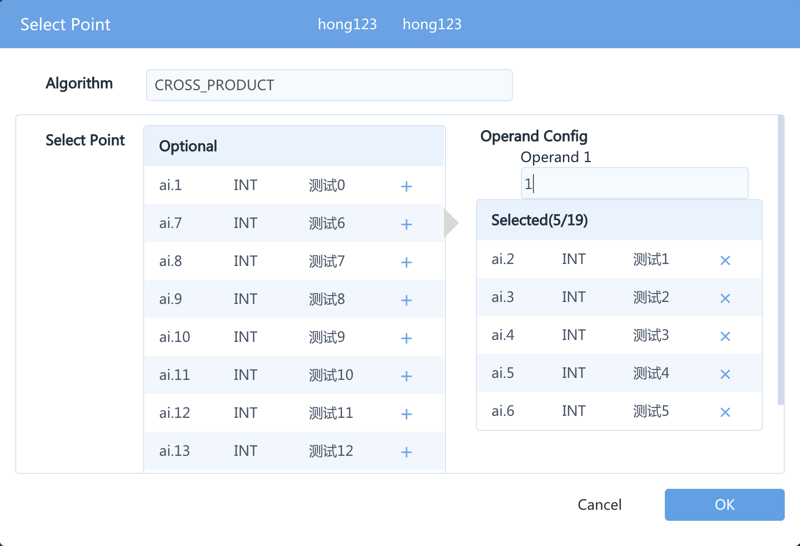 Select Point hong123 hong123
Algorithm CROSS_PRODUCT
Select Point
Optional
ai.1 INT 测试0 +
ai.7 INT 测试6 +
ai.8 INT 测试7 +
ai.9 INT 测试8 +
ai.10 INT 测试9 +
ai.11 INT 测试10 +
ai.12 INT 测试11 +
ai.13 INT 测试12 +
Operand Config
Operand 1
1
Selected(5/19)
ai.2 INT 测试1 ×
ai.3 INT 测试2 ×
ai.4 INT 测试3 ×
ai.5 INT 测试4 ×
ai.6 INT 测试5 ×
Cancel OK